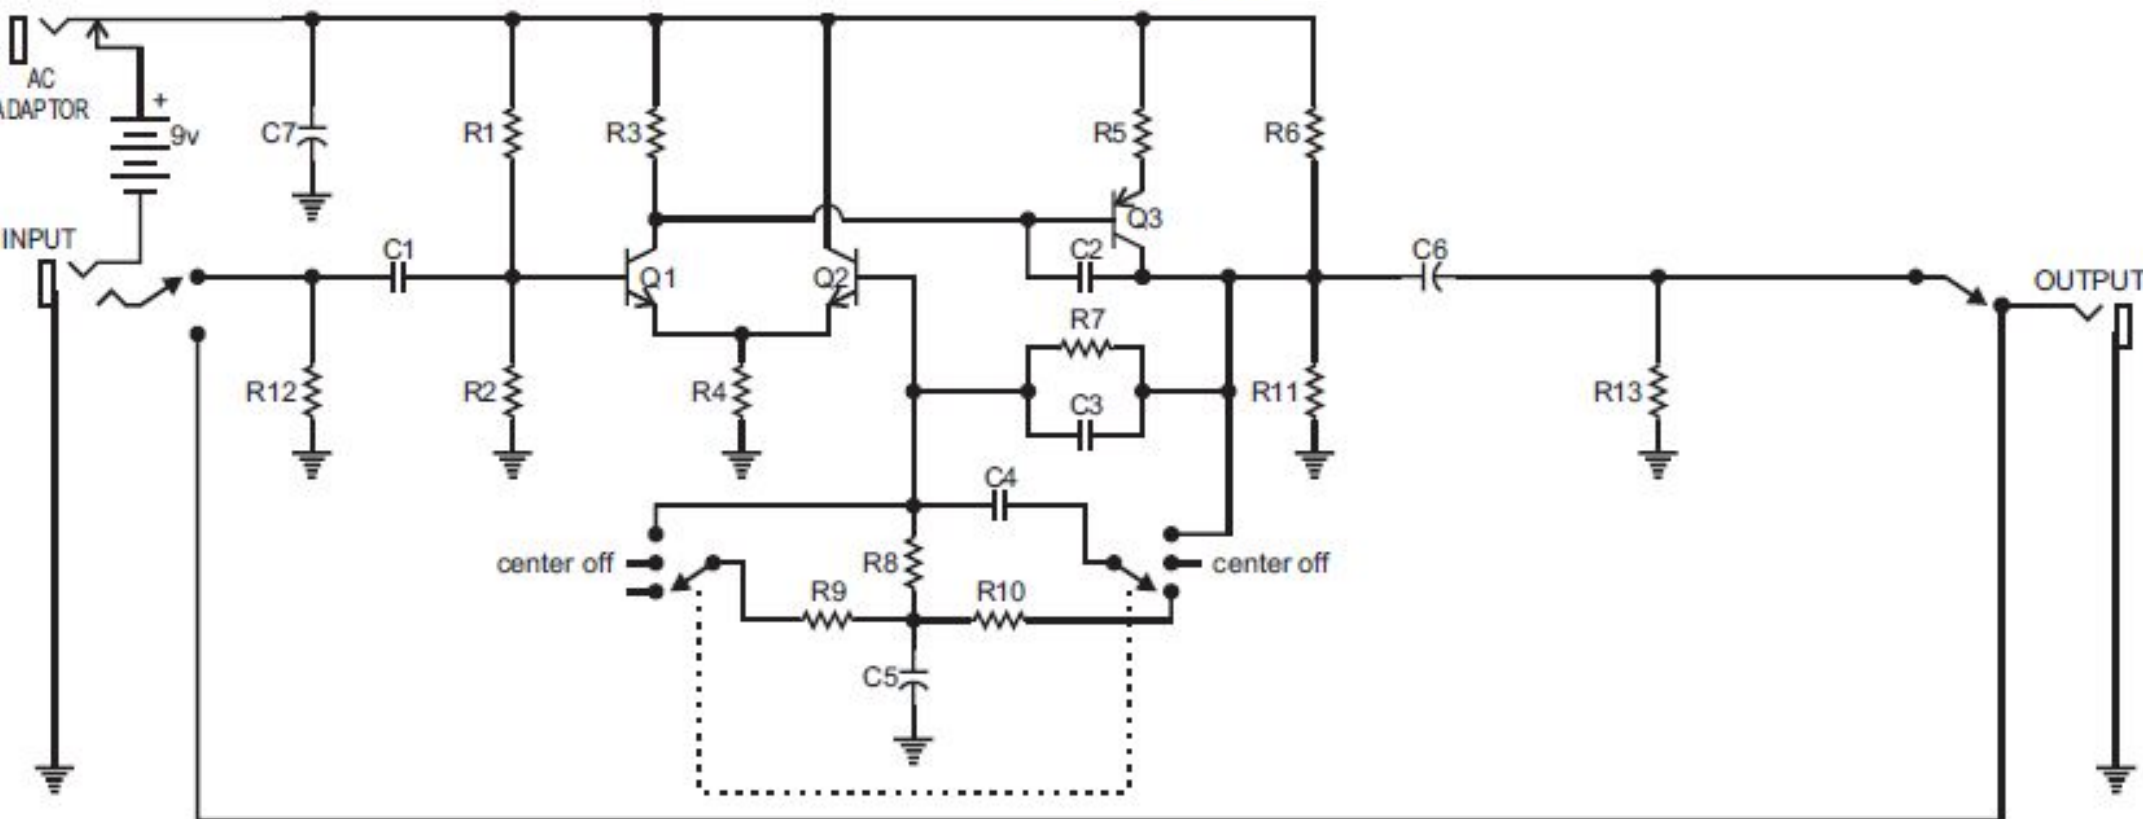 AC
ADAPTOR
+
9v
C7
R1
R3
R5
R6
INPUT
C1
Q1
Q2
Q3
C2
C6
OUTPUT
R7
R12
R2
R4
C3
R11
R13
C4
center off
R8
center off
R9
R10
C5